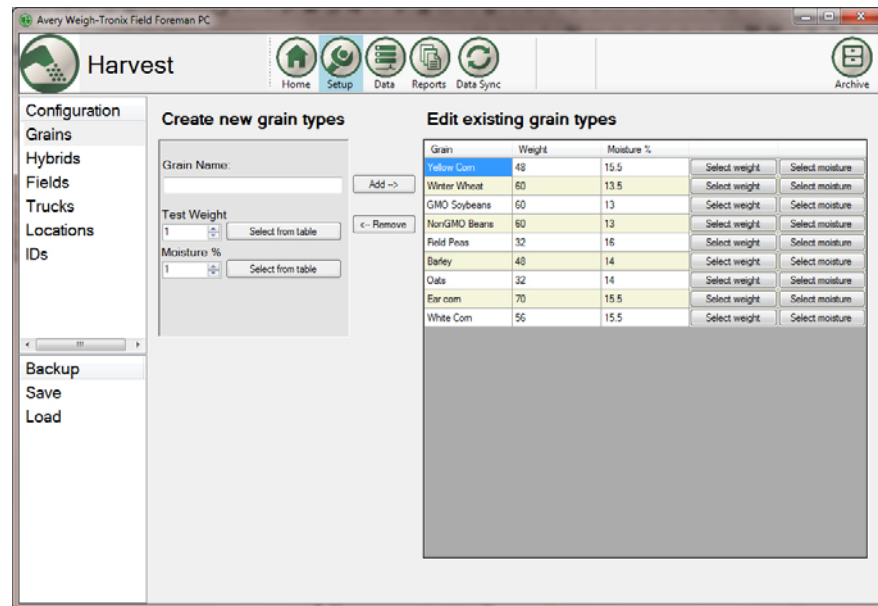 Avery Weigh-Tronix Field Foreman PC
Harvest
Home Setup Data Reports Data Sync Archive
Configuration
Grains
Hybrids
Fields
Trucks
Locations
IDs
Backup
Save
Load
Create new grain types
Grain Name:
Add -->
Test Weight
<-- Remove
1 Select from table
Moisture %
1 Select from table
Edit existing grain types
Grain Weight Moisture %
Yellow Corn 48 15.5 Select weight Select moisture
Winter Wheat 60 13.5 Select weight Select moisture
GMO Soybeans 60 13 Select weight Select moisture
NonGMO Beans 60 13 Select weight Select moisture
Field Peas 32 16 Select weight Select moisture
Barley 48 14 Select weight Select moisture
Oats 32 14 Select weight Select moisture
Ear corn 70 15.5 Select weight Select moisture
White Corn 56 15.5 Select weight Select moisture